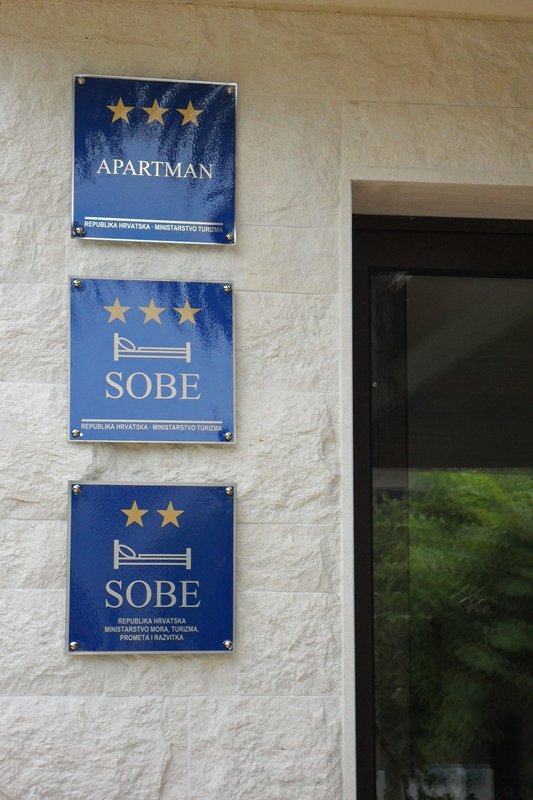 APARTMAN
REPUBLIKA HRVATSKA · MINISTARSTVO TURIZMA
SOBE
REPUBLIKA HRVATSKA · MINISTARSTVO TURIZMA
SOBE
REPUBLIKA HRVATSKA
MINISTARSTVO MORA, TURIZMA,
PROMETA I RAZVITKA